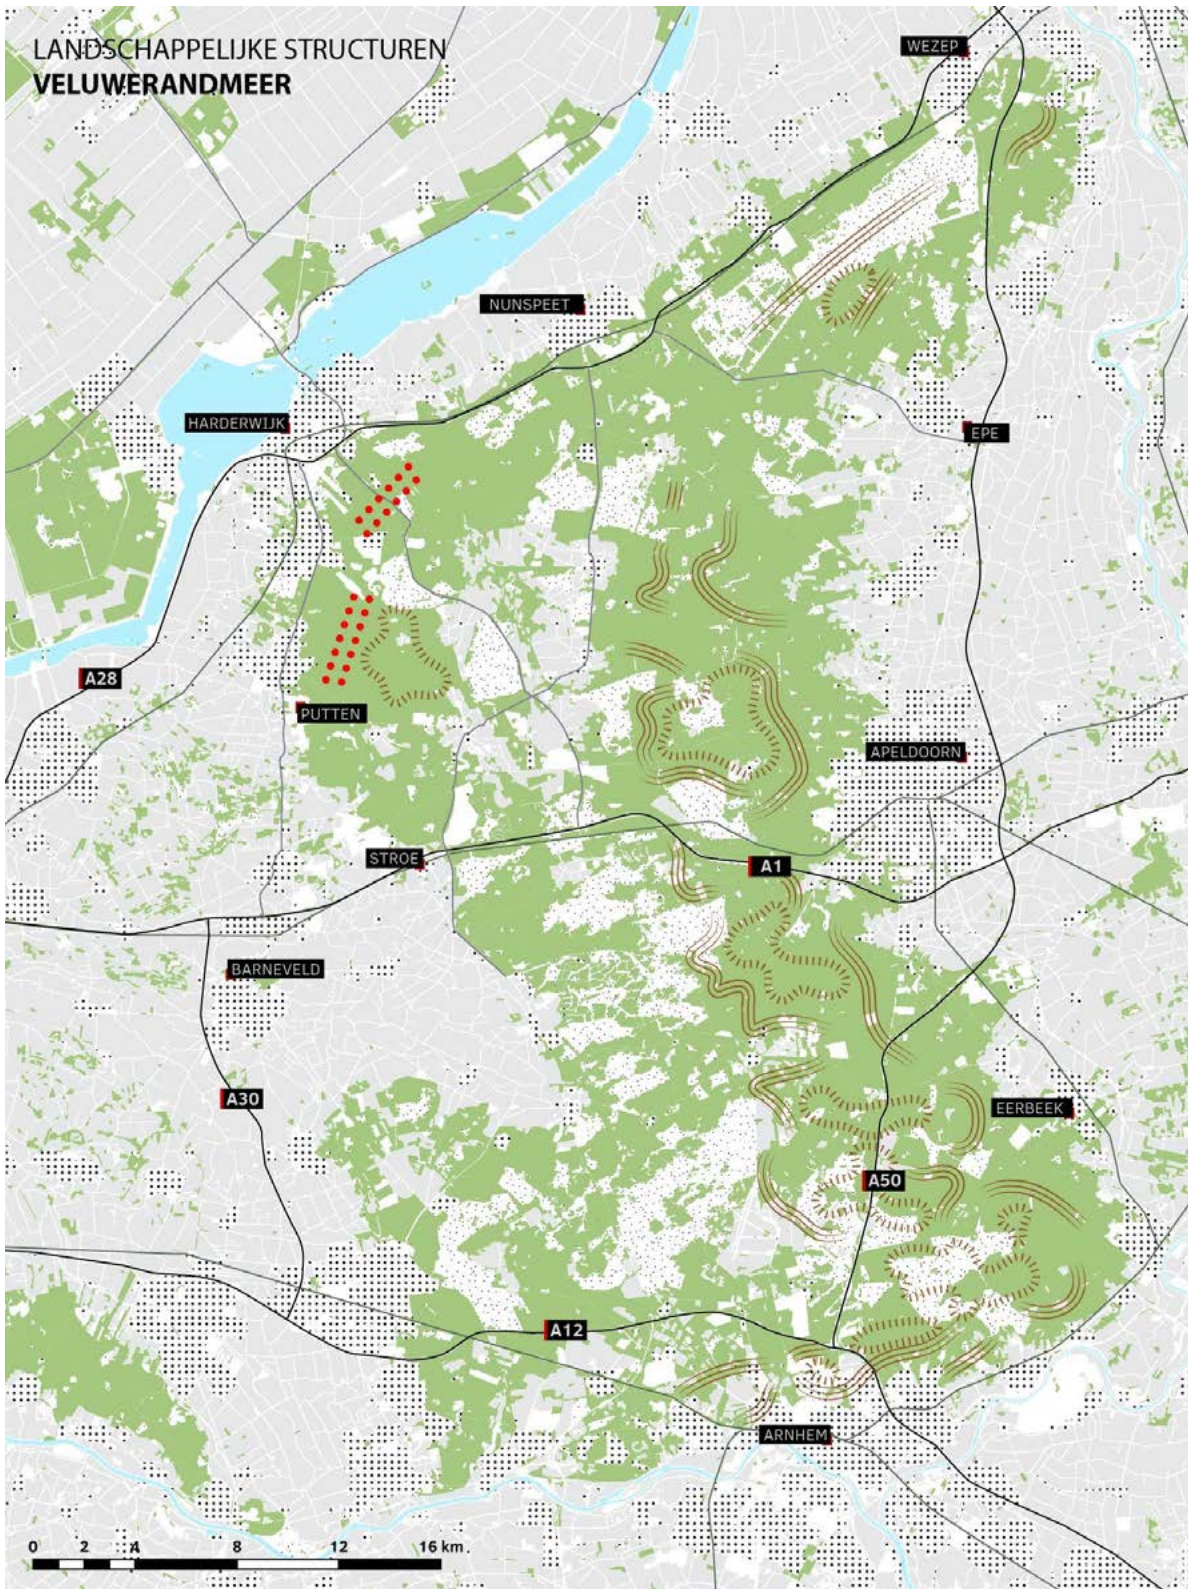 LANDSCHAPPELIJKE STRUCTUREN
VELUWERANDMEER
WEZEP
NUNSPEET
HARDERWIJK
EPE
A28
PUTTEN
APELDOORN
STROE
A1
BARNEVELD
A30
EERBEEK
A50
A12
ARNHEM
0 2 4 8 12 16 km